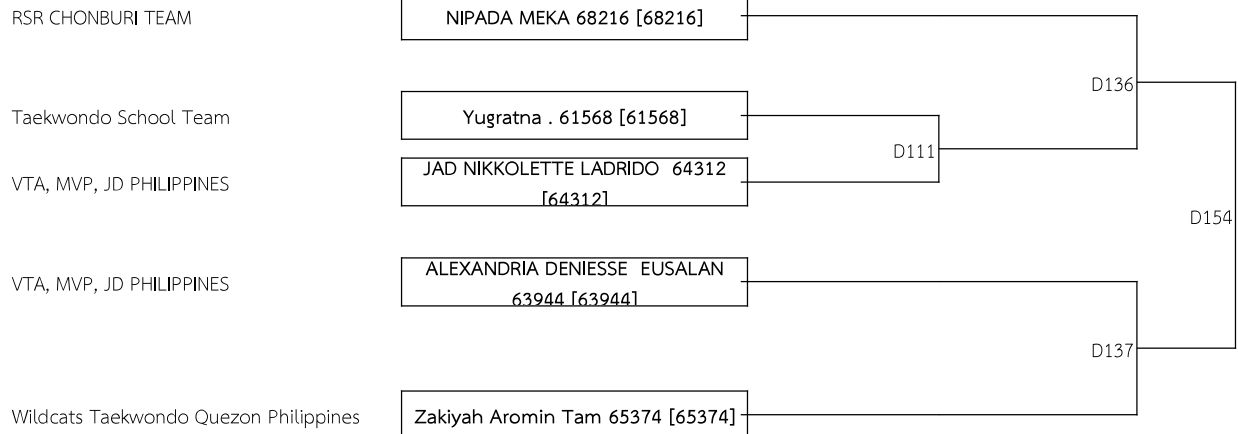 RSR CHONBURI TEAM
NIPADA MEKA 68216 [68216]
D136
Taekwondo School Team
Yugratna . 61568 [61568]
D111
VTA, MVP, JD PHILIPPINES
JAD NIKKOLETTE LADRIDO 64312
[64312]
D154
VTA, MVP, JD PHILIPPINES
ALEXANDRIA DENIESSE EUSALAN
63944 [63944]
D137
Wildcats Taekwondo Quezon Philippines
Zakiyah Aromin Tam 65374 [65374]